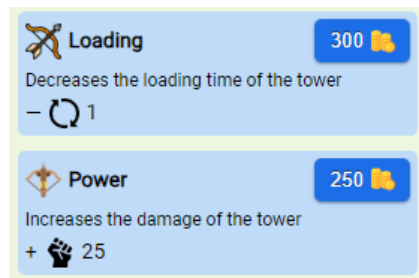 Loading
300
Decreases the loading time of the tower
– 1
Power
250
Increases the damage of the tower
+ 25